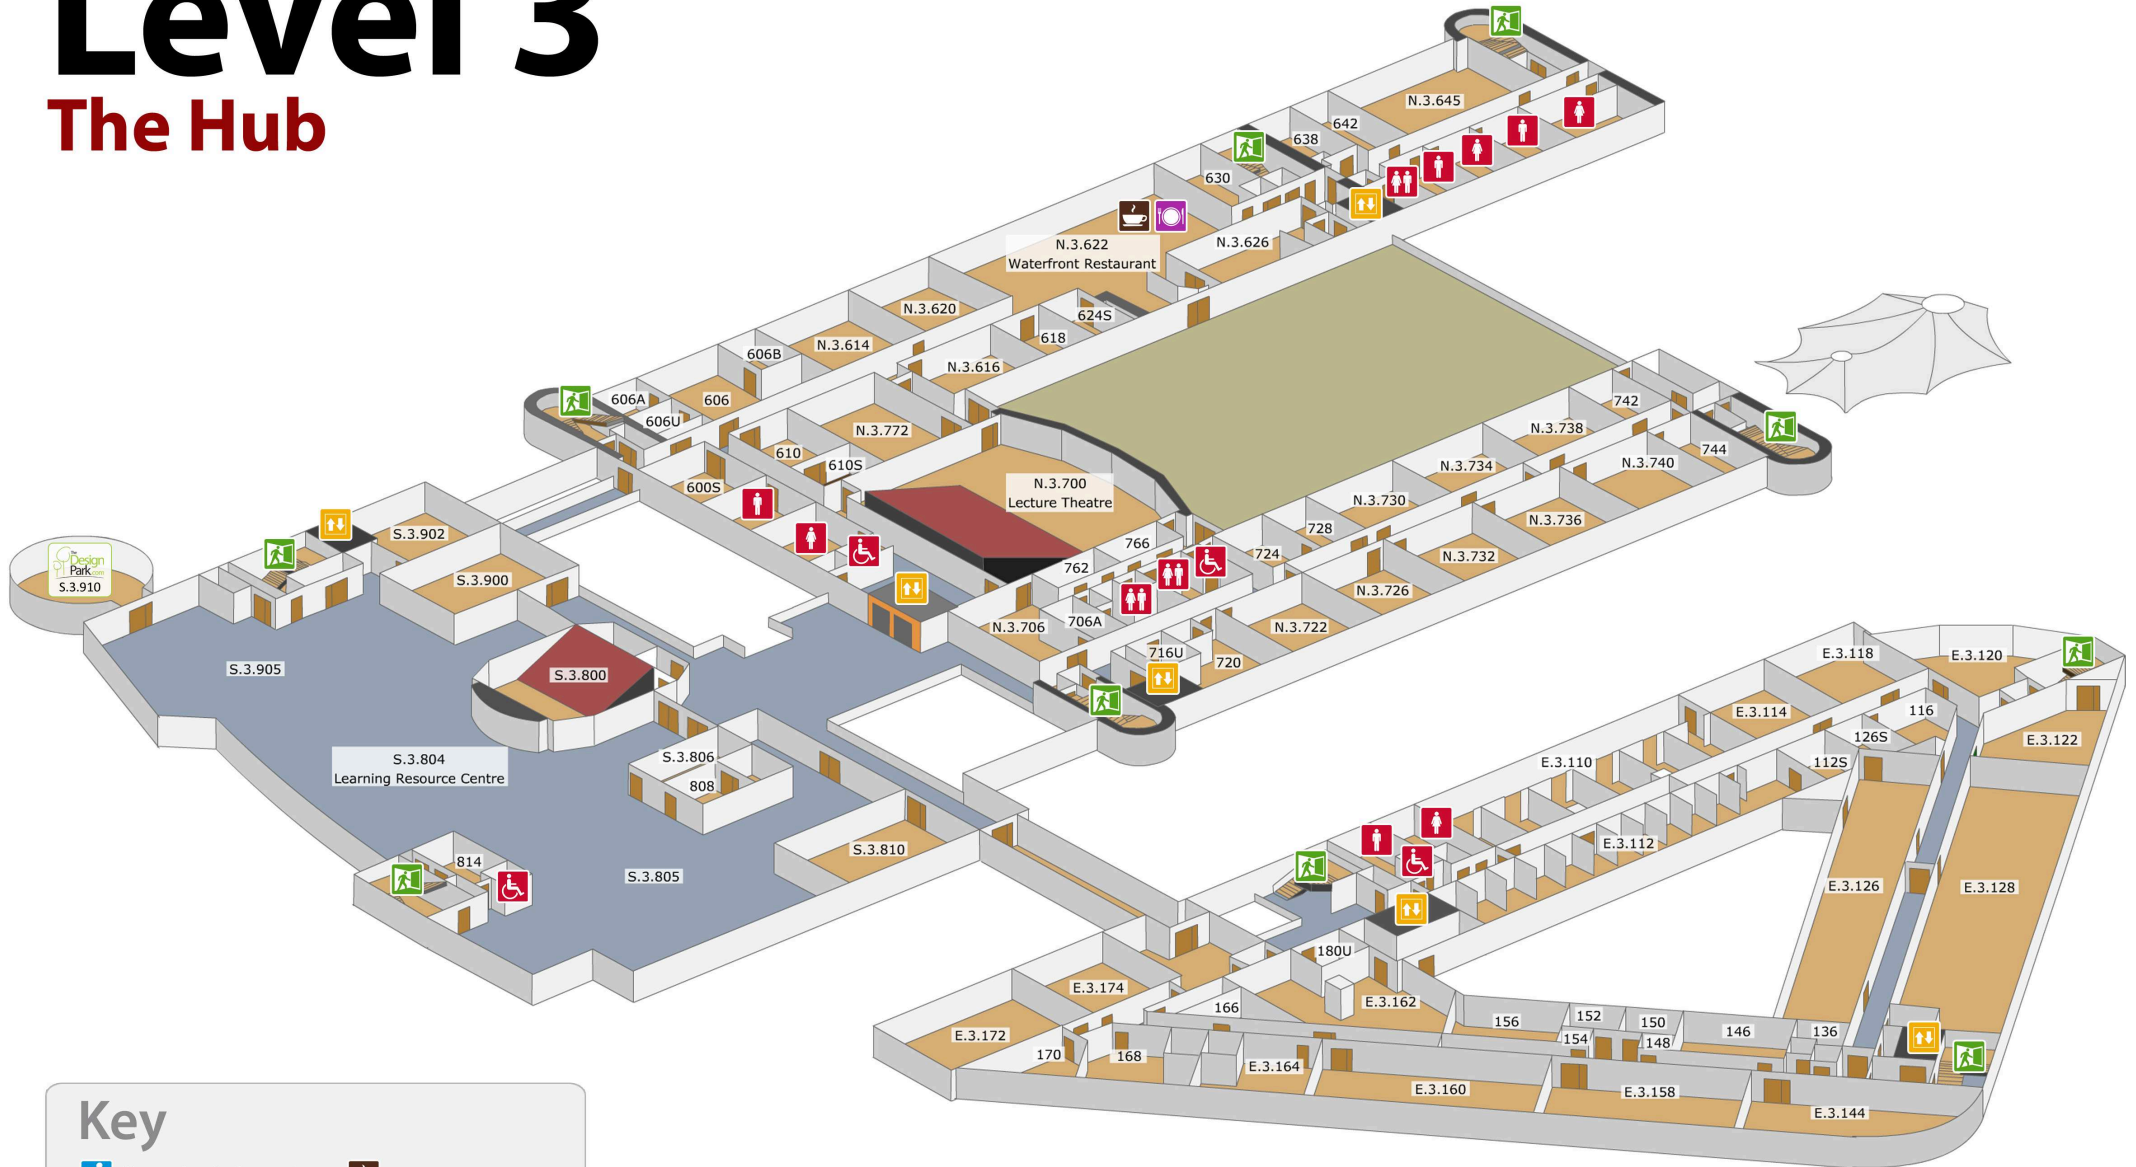 Level 3
The Hub
N.3.645
642
638
630
N.3.622
Waterfront Restaurant
N.3.626
N.3.620
624S
618
N.3.614
606B
N.3.616
606A
606
606U
N.3.772
610
610S
600S
N.3.700
Lecture Theatre
742
N.3.738
744
N.3.740
N.3.734
N.3.730
N.3.736
728
N.3.732
724
766
762
N.3.726
N.3.706
706A
N.3.722
716U
720
S.3.902
S.3.900
The
Design
Park.com
S.3.910
S.3.905
S.3.800
S.3.804
Learning Resource Centre
S.3.806
808
S.3.810
814
S.3.805
E.3.118
E.3.120
E.3.114
116
126S
E.3.122
E.3.110
112S
E.3.112
E.3.126
E.3.128
180U
E.3.174
E.3.162
166
E.3.172
170
168
E.3.164
156
152
150
154
148
146
136
E.3.160
E.3.158
E.3.144
Key